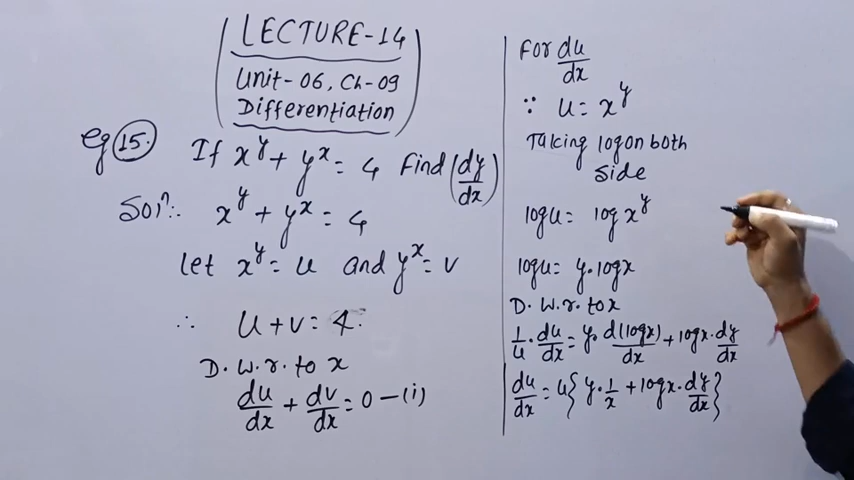 LECTURE-14
Unit-06, Ch-09
Differentiation
eg 15. If x^y + y^x = 4 Find (dy/dx)
Solⁿ:- x^y + y^x = 4
let x^y = u and y^x = v
∴ u + v = 4.
D. w. r. to x
du/dx + dv/dx = 0 — (i)
For du/dx
∵ u = x^y
Taking log on both
side
log u = log x^y
log u = y · log x
D. w. r. to x
1/u · du/dx = y · d(log x)/dx + log x · dy/dx
du/dx = u{ y · 1/x + log x · dy/dx }